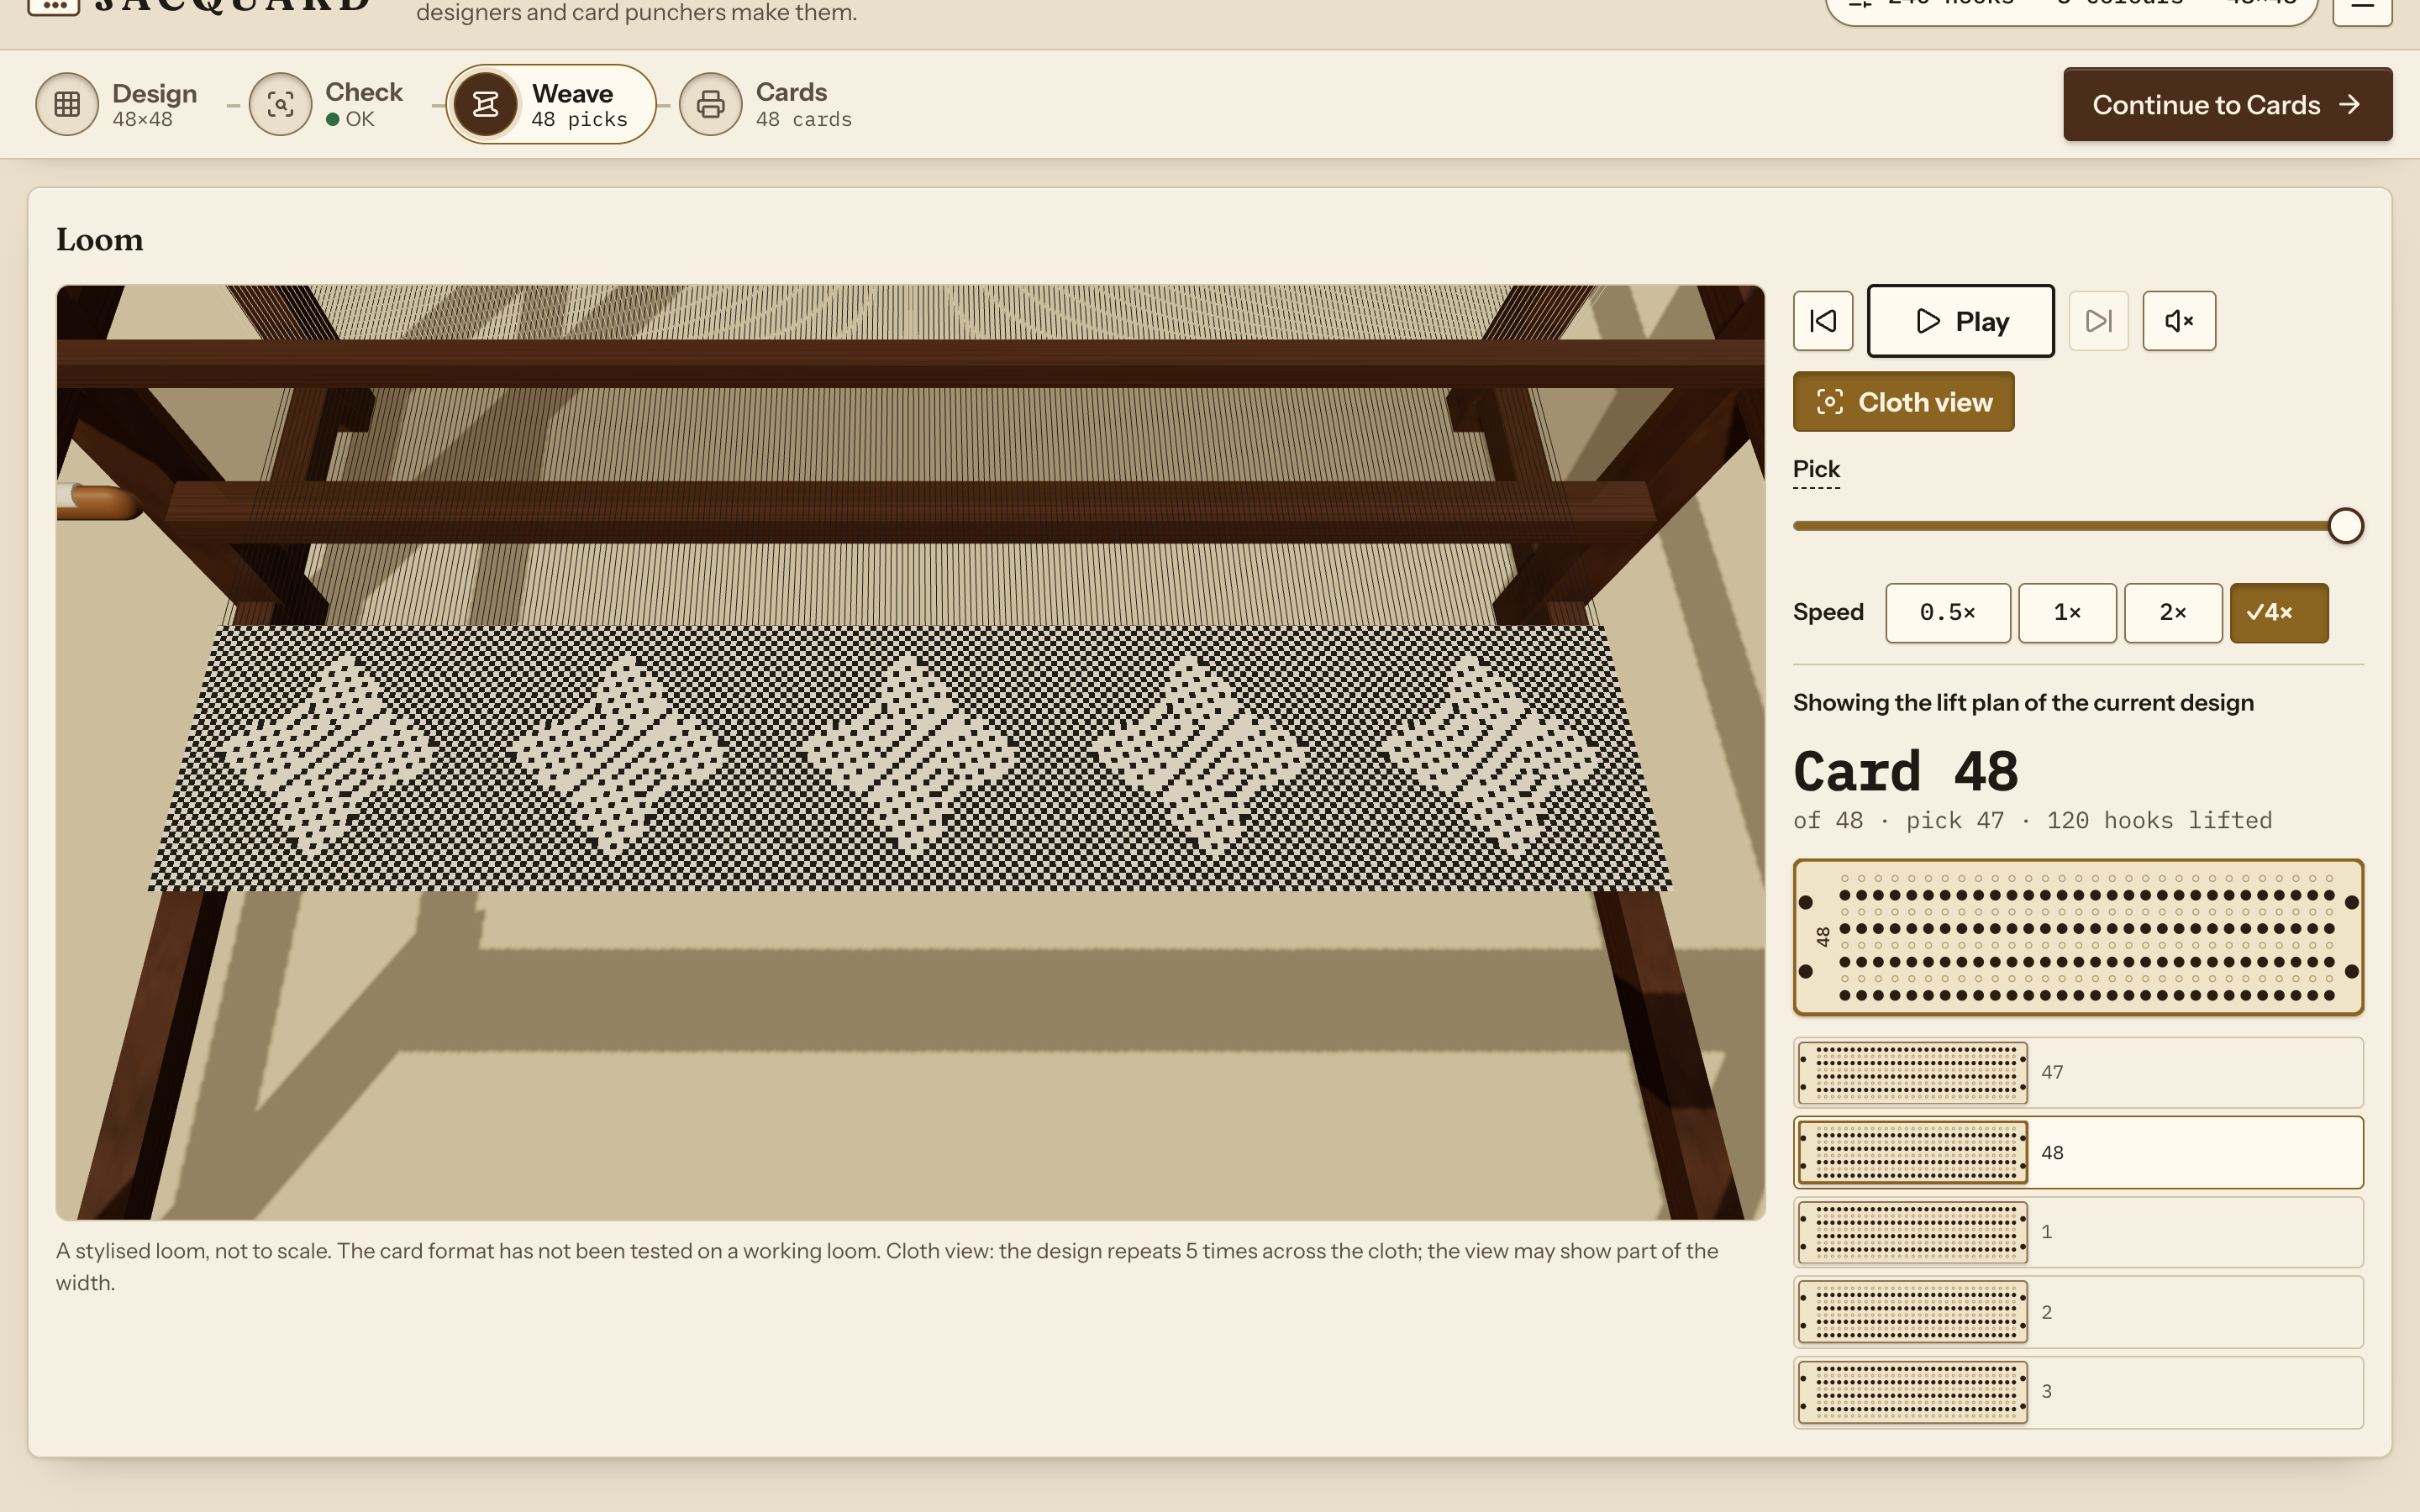 JACQUARD
designers and card punchers make them.
Design
48×48
Check
OK
Weave
48 picks
Cards
48 cards
Continue to Cards
Loom
Play
Cloth view
Pick
Speed
0.5×
1×
2×
4×
Showing the lift plan of the current design
Card 48
of 48 · pick 47 · 120 hooks lifted
48
47
48
1
2
3
A stylised loom, not to scale. The card format has not been tested on a working loom. Cloth view: the design repeats 5 times across the cloth; the view may show part of the
width.